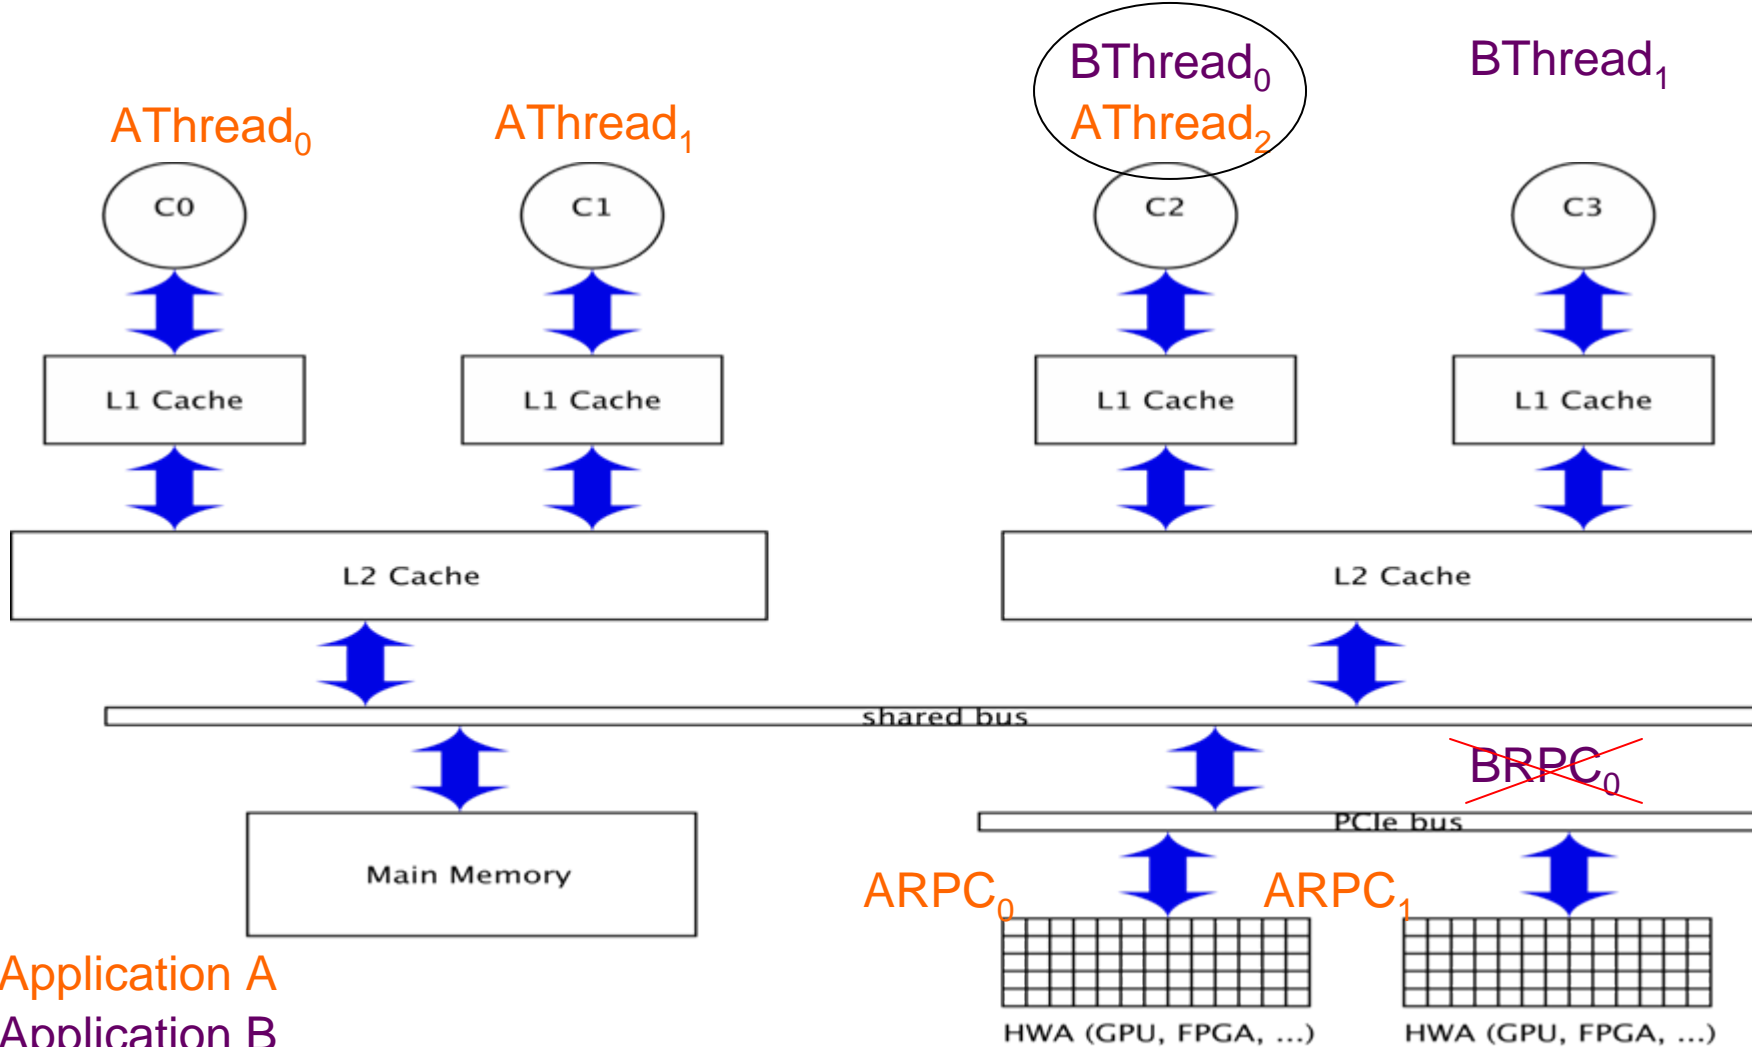 BThread0
BThread1
AThread0
AThread1
AThread2
C0
C1
C2
C3
L1 Cache
L1 Cache
L1 Cache
L1 Cache
L2 Cache
L2 Cache
shared bus
BRPC0
PCIe bus
Main Memory
ARPC0
ARPC1
Application A
HWA (GPU, FPGA, ...)
HWA (GPU, FPGA, ...)
Application B